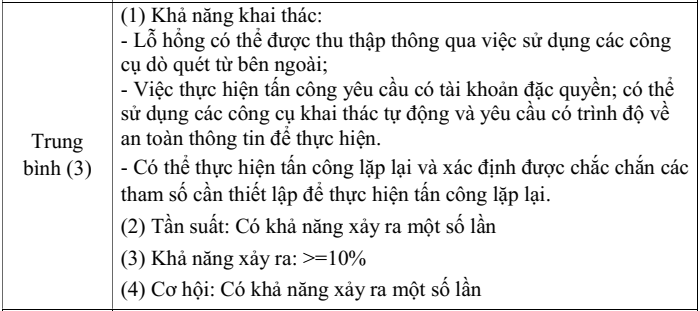 Trung
bình (3)
(1) Khả năng khai thác:
- Lỗ hổng có thể được thu thập thông qua việc sử dụng các công
cụ dò quét từ bên ngoài;
- Việc thực hiện tấn công yêu cầu có tài khoản đặc quyền; có thể
sử dụng các công cụ khai thác tự động và yêu cầu có trình độ về
an toàn thông tin để thực hiện.
- Có thể thực hiện tấn công lặp lại và xác định được chắc chắn các
tham số cần thiết lập để thực hiện tấn công lặp lại.
(2) Tần suất: Có khả năng xảy ra một số lần
(3) Khả năng xảy ra: >=10%
(4) Cơ hội: Có khả năng xảy ra một số lần